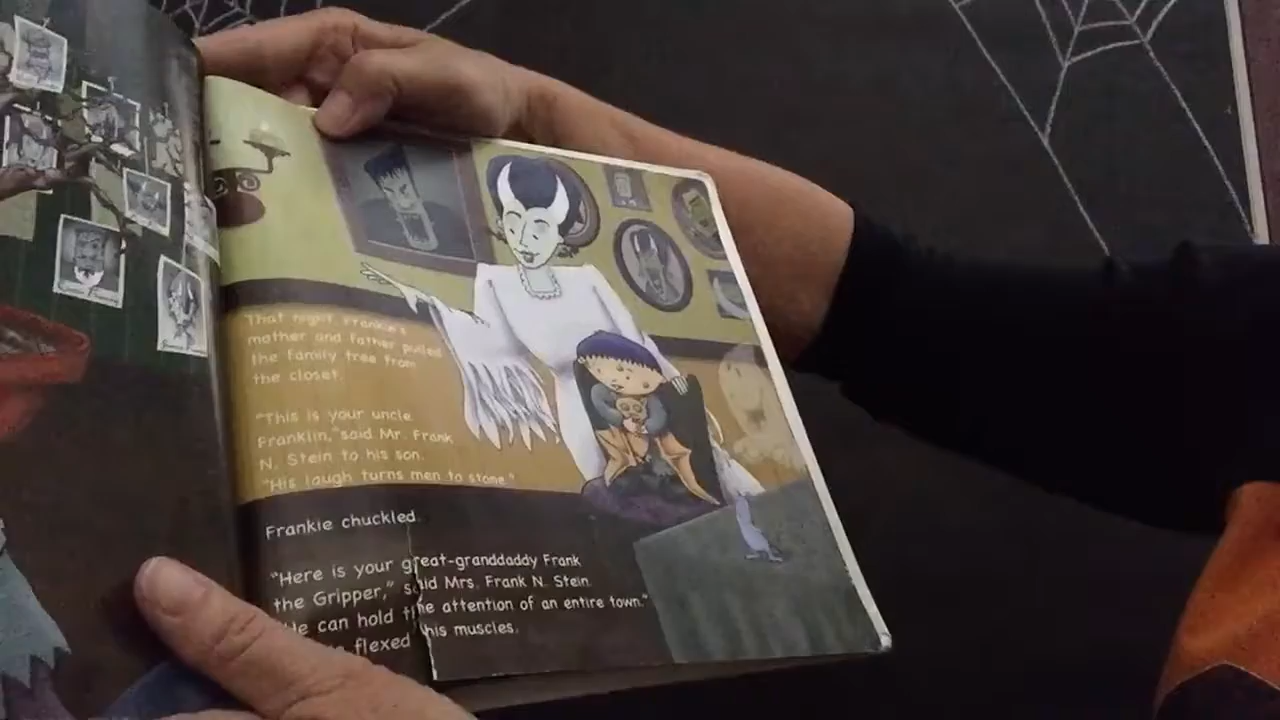 That night, Frankie's
mother and father pulled
the family tree from
the closet.
"This is your uncle
Franklin," said Mr. Frank
N. Stein to his son.
"His laugh turns men to stone."
Frankie chuckled.
"Here is your great-granddaddy Frank
the Gripper," said Mrs. Frank N. Stein.
"He can hold the attention of an entire town."
flexed his muscles.